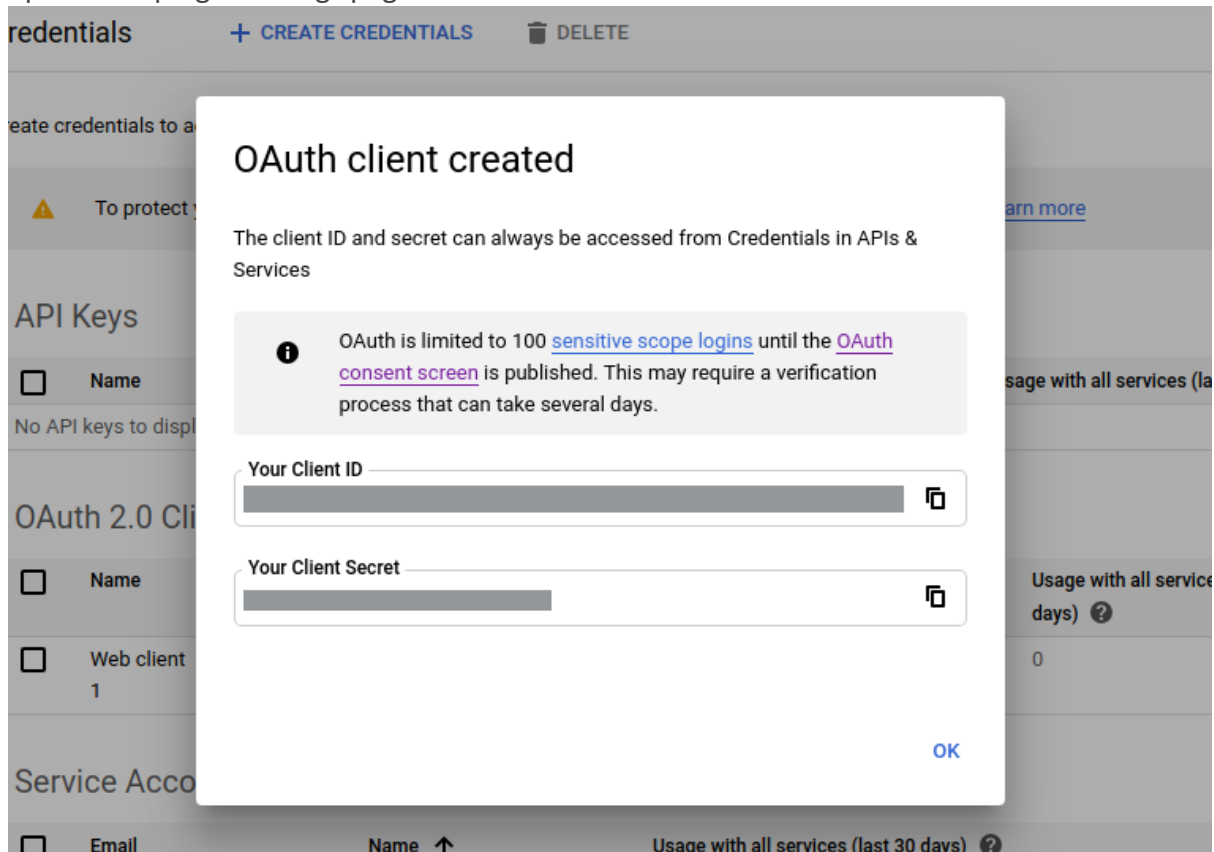 redentials
+ CREATE CREDENTIALS
DELETE
reate credentials to a
To protect
arn more
OAuth client created
The client ID and secret can always be accessed from Credentials in APIs &
Services
OAuth is limited to 100 sensitive scope logins until the OAuth
consent screen is published. This may require a verification
process that can take several days.
Your Client ID
Your Client Secret
OK
API Keys
Name
sage with all services (la
No API keys to displ
OAuth 2.0 Cli
Name
Usage with all service
days)
Web client
1
0
Service Acco
Email
Name
Usage with all services (last 30 days)